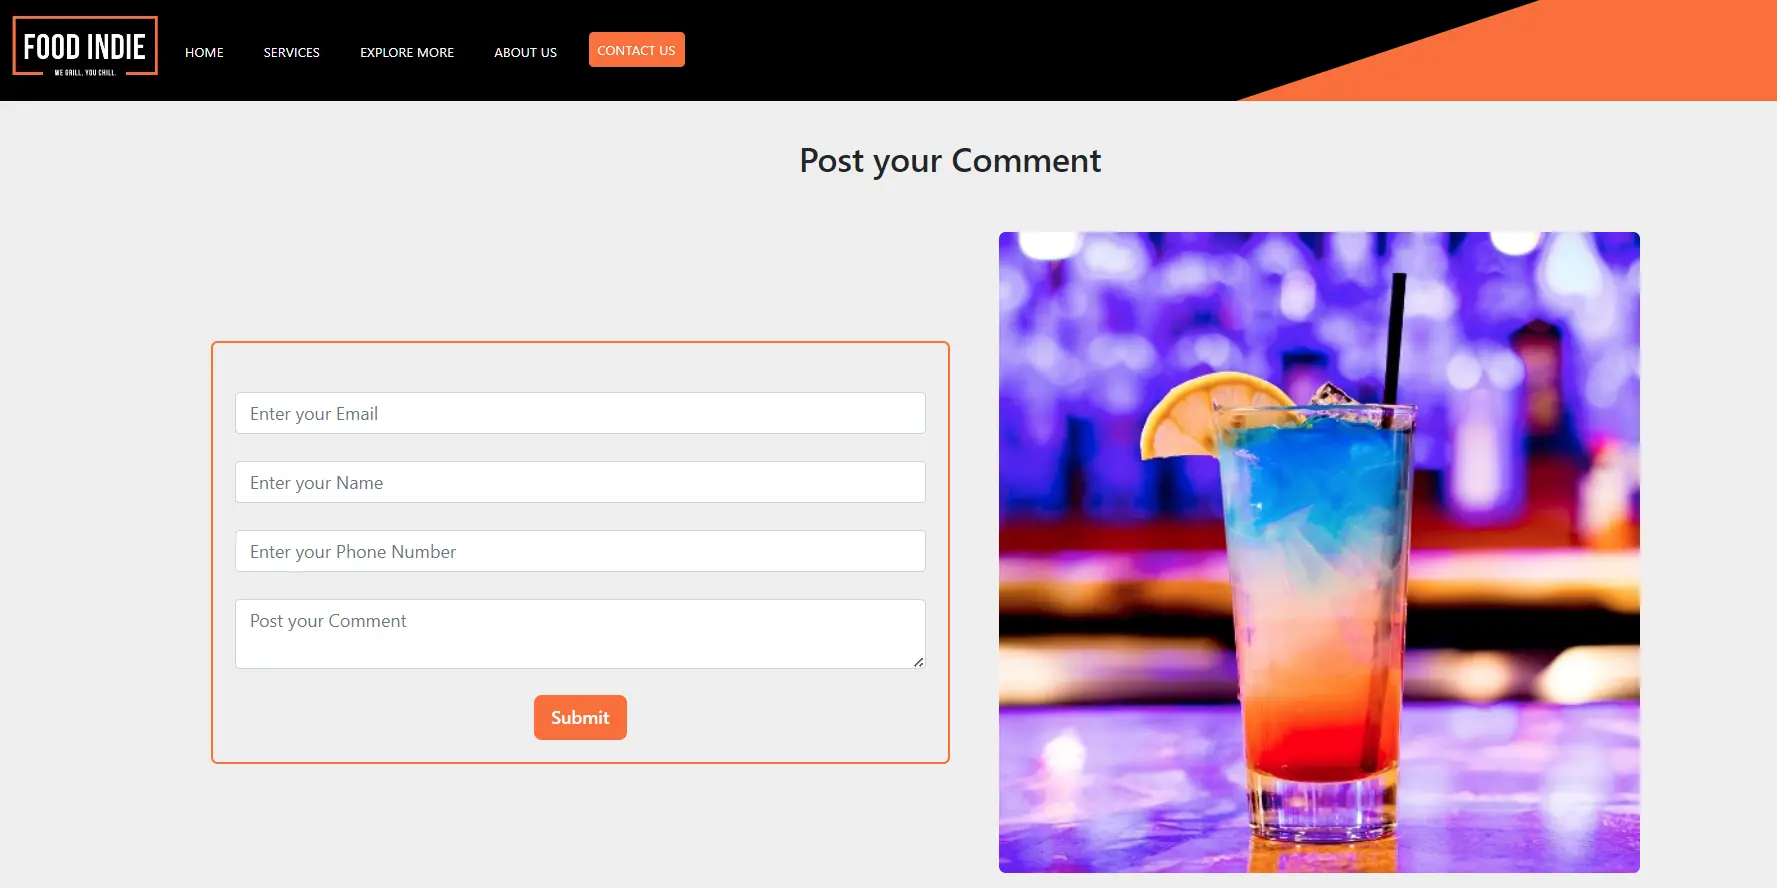 FOOD INDIE
WE GRILL. YOU CHILL.
HOME
SERVICES
EXPLORE MORE
ABOUT US
CONTACT US
Post your Comment
Enter your Email
Enter your Name
Enter your Phone Number
Post your Comment
Submit